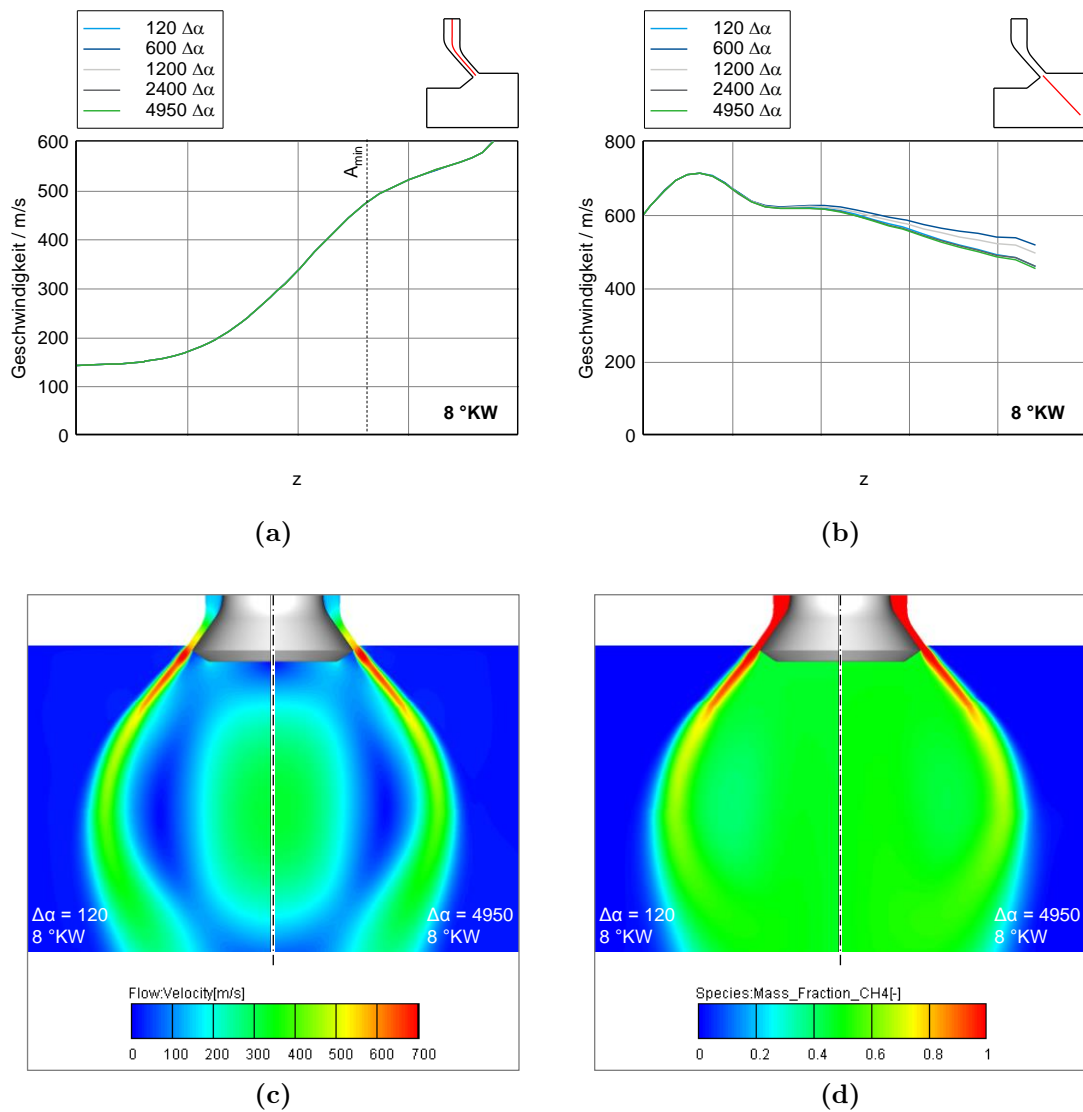 120 Δα
600 Δα
1200 Δα
2400 Δα
4950 Δα
600
500
400
300
200
100
0
Geschwindigkeit / m/s
A_min
8 °KW
z
(a)
120 Δα
600 Δα
1200 Δα
2400 Δα
4950 Δα
800
600
400
200
0
Geschwindigkeit / m/s
8 °KW
z
(b)
Δα = 120
8 °KW
Δα = 4950
8 °KW
Flow:Velocity[m/s]
0 100 200 300 400 500 600 700
(c)
Δα = 120
8 °KW
Δα = 4950
8 °KW
Species:Mass_Fraction_CH4[-]
0 0.2 0.4 0.6 0.8 1
(d)